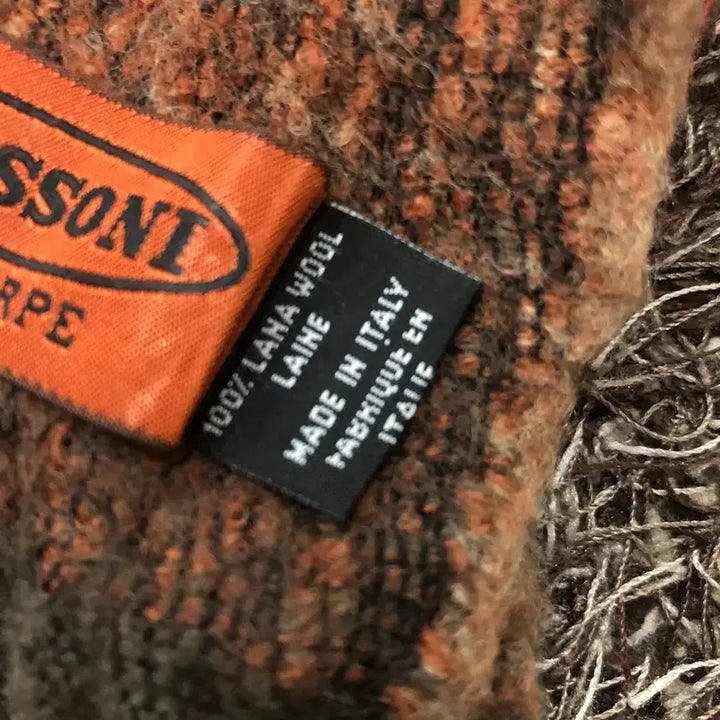 SSONI
RPE
100% LANA WOOL
LAINE
MADE IN ITALY
FABRIQUE EN
ITALIE